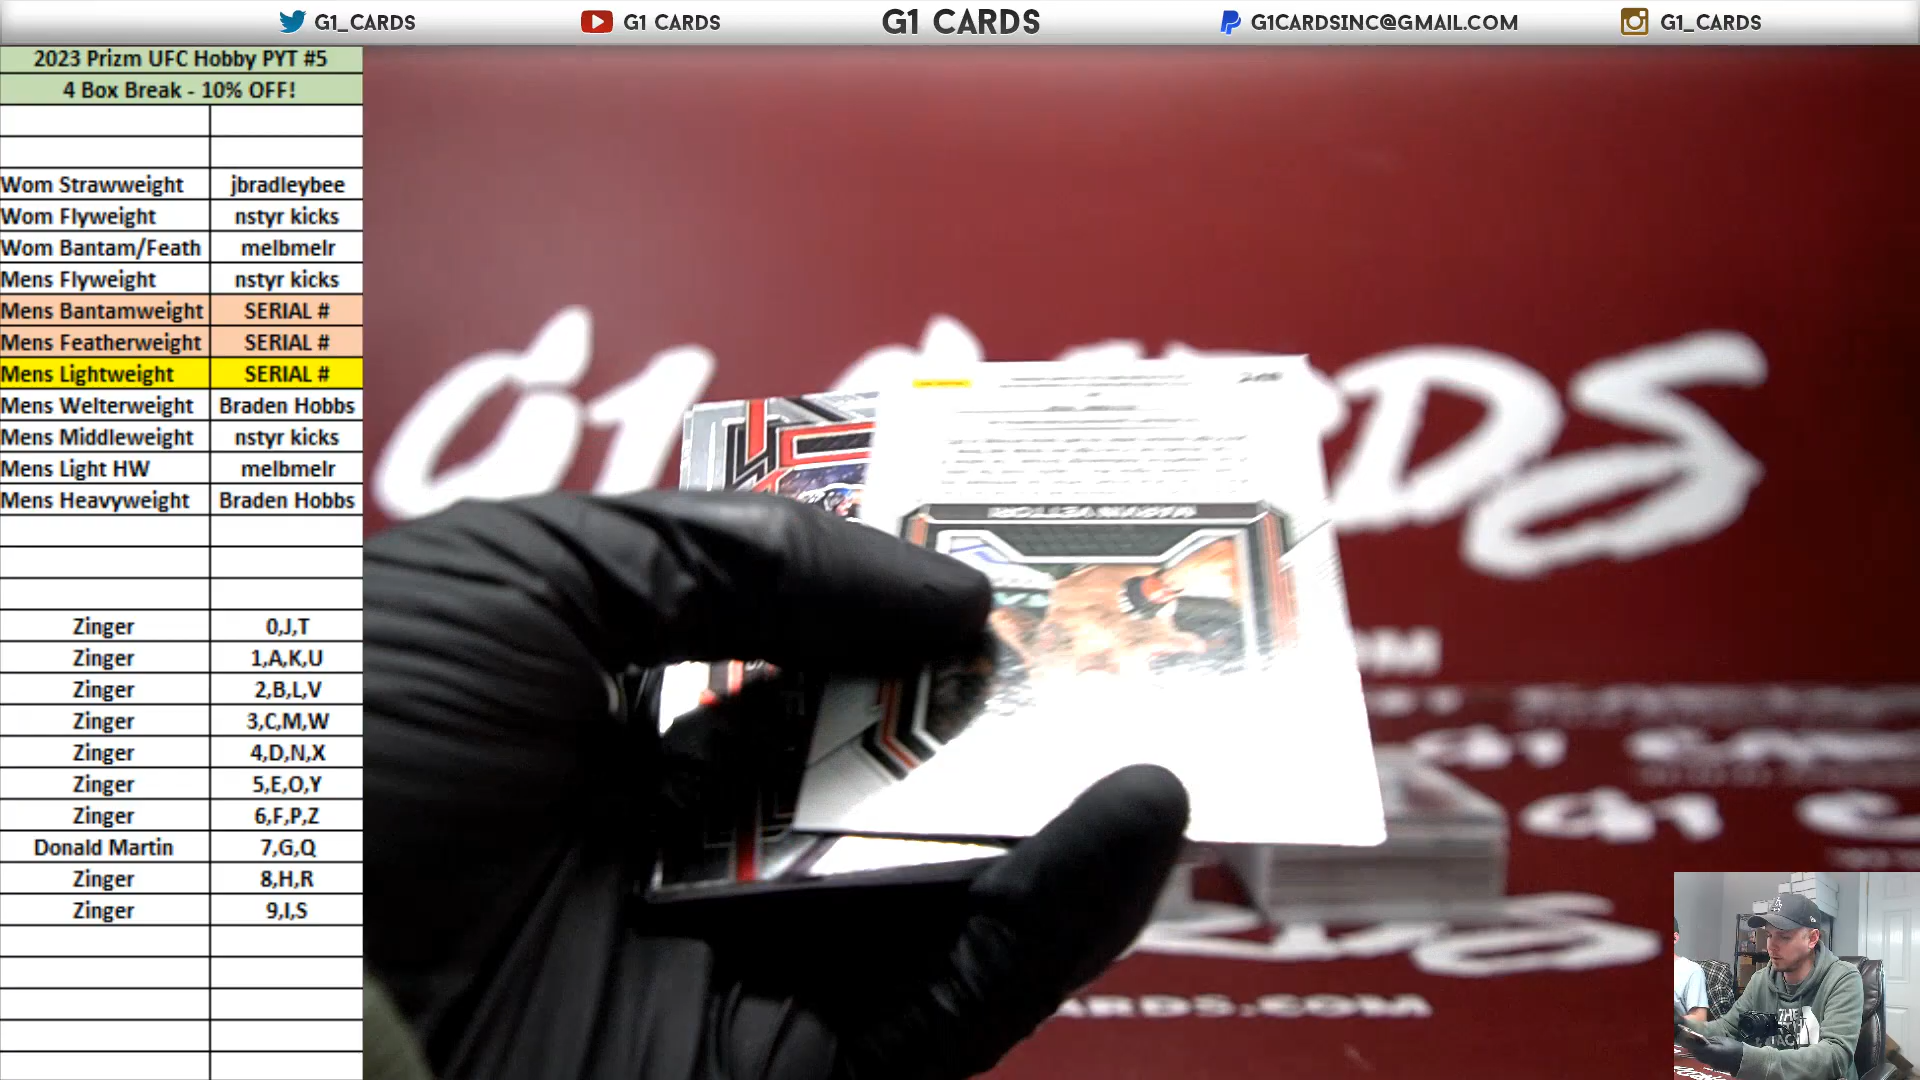 G1_CARDS
G1 CARDS
G1 CARDS
G1CARDSINC@GMAIL.COM
G1_CARDS
2023 Prizm UFC Hobby PYT #5
4 Box Break - 10% OFF!
Wom Strawweight jbradleybee
Wom Flyweight nstyr kicks
Wom Bantam/Feath melbmelr
Mens Flyweight nstyr kicks
Mens Bantamweight SERIAL #
Mens Featherweight SERIAL #
Mens Lightweight SERIAL #
Mens Welterweight Braden Hobbs
Mens Middleweight nstyr kicks
Mens Light HW melbmelr
Mens Heavyweight Braden Hobbs
Zinger 0,J,T
Zinger 1,A,K,U
Zinger 2,B,L,V
Zinger 3,C,M,W
Zinger 4,D,N,X
Zinger 5,E,O,Y
Zinger 6,F,P,Z
Donald Martin 7,G,Q
Zinger 8,H,R
Zinger 9,I,S
MARVIN VETTORI